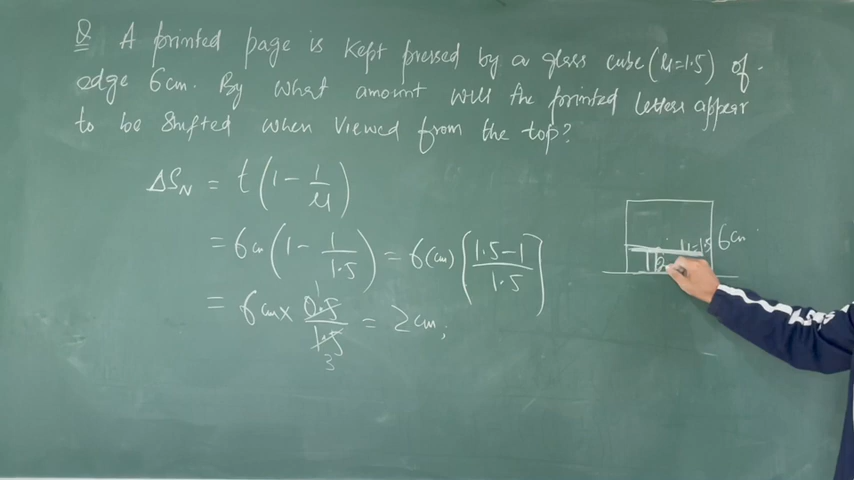 Q A printed page is kept pressed by a glass cube (μ=1.5) of
edge 6cm. By what amount will the printed letters appear
to be shifted when viewed from the top?
ΔS_N = t(1 - 1/μ)
= 6cm(1 - 1/1.5) = 6(cm)[(1.5-1)/1.5]
= 6cm × 0.5/1.5 = 2cm;
1
3
μ=1.5 6cm